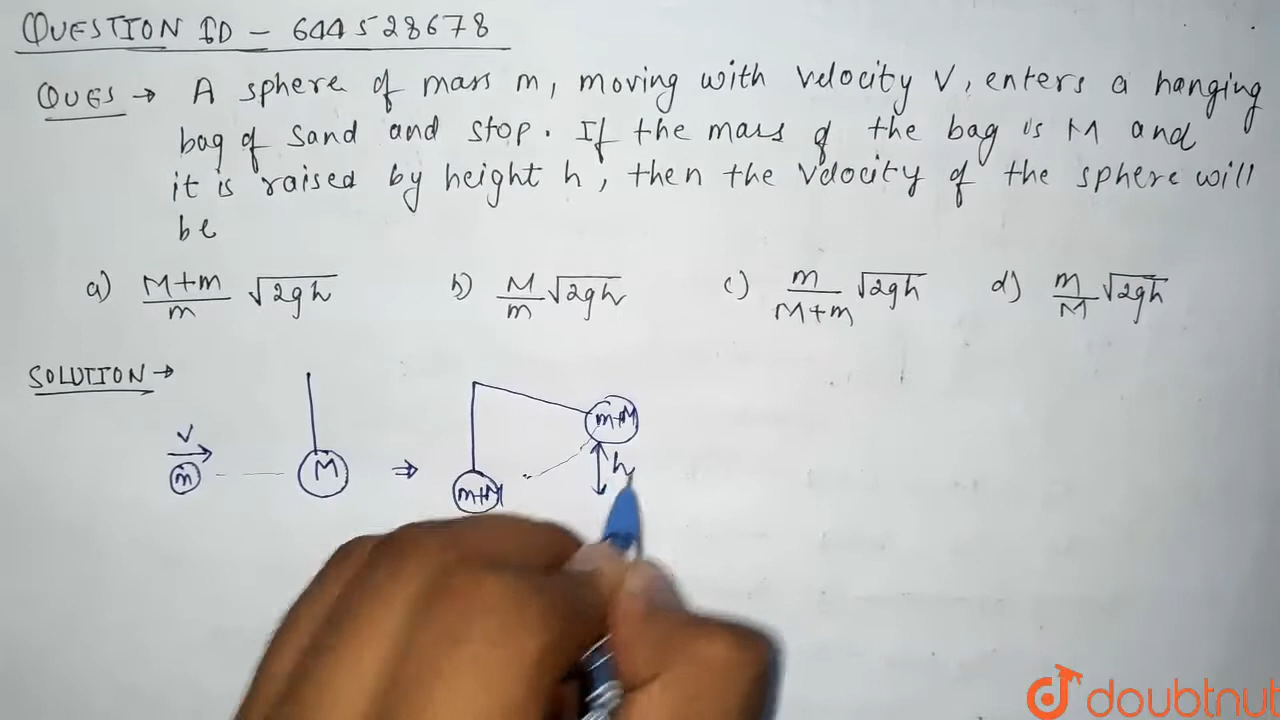 QUESTION ID - 644528678
QUES → A sphere of mass m, moving with velocity V, enters a hanging
bag of sand and stop. If the mass of the bag is M and
it is raised by height h, then the velocity of the sphere will
be
a) M+m/m √2gh b) M/m √2gh c) m/M+m √2gh d) m/M √2gh
SOLUTION →
V
m
M
⇒
m+M
m+M
h
doubtnut